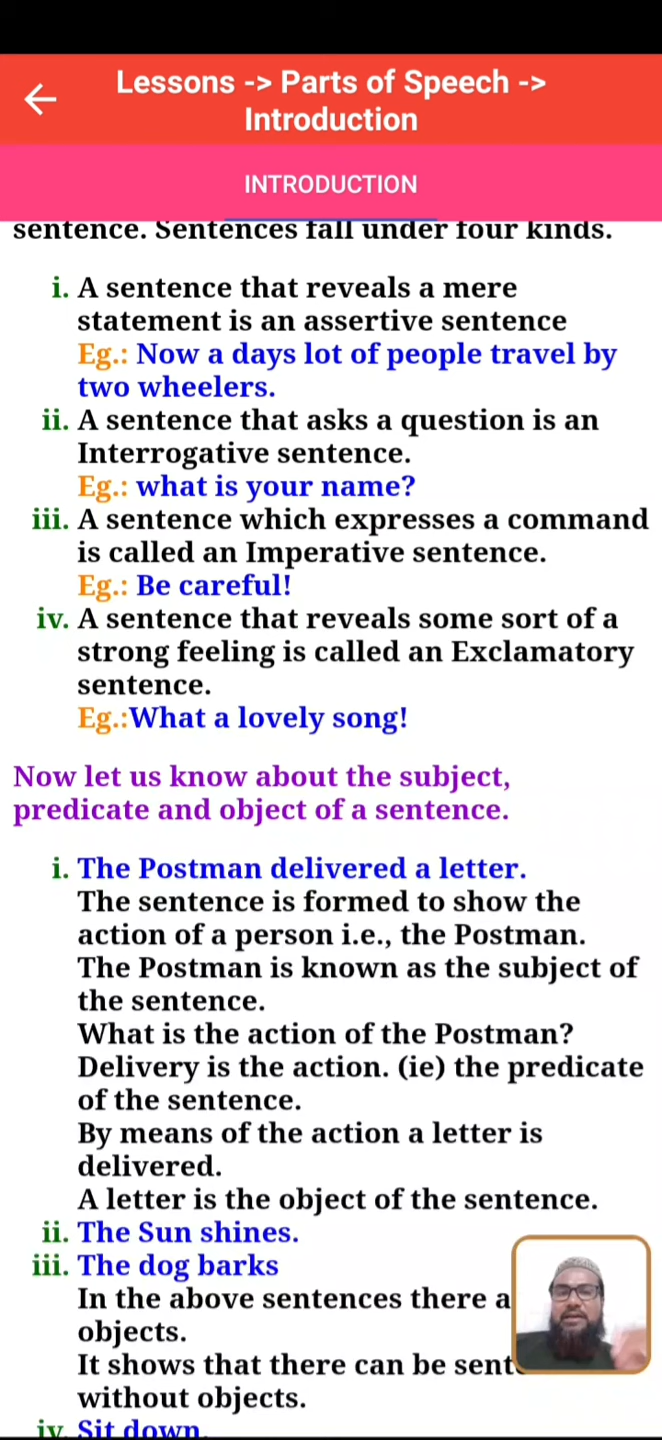 Lessons -> Parts of Speech ->
Introduction
INTRODUCTION
sentence. Sentences fall under four kinds.
i. A sentence that reveals a mere
statement is an assertive sentence
Eg.: Now a days lot of people travel by
two wheelers.
ii. A sentence that asks a question is an
Interrogative sentence.
Eg.: what is your name?
iii. A sentence which expresses a command
is called an Imperative sentence.
Eg.: Be careful!
iv. A sentence that reveals some sort of a
strong feeling is called an Exclamatory
sentence.
Eg.:What a lovely song!
Now let us know about the subject,
predicate and object of a sentence.
i. The Postman delivered a letter.
The sentence is formed to show the
action of a person i.e., the Postman.
The Postman is known as the subject of
the sentence.
What is the action of the Postman?
Delivery is the action. (ie) the predicate
of the sentence.
By means of the action a letter is
delivered.
A letter is the object of the sentence.
ii. The Sun shines.
iii. The dog barks
In the above sentences there
objects.
It shows that there can be
without objects.
iv. Sit down